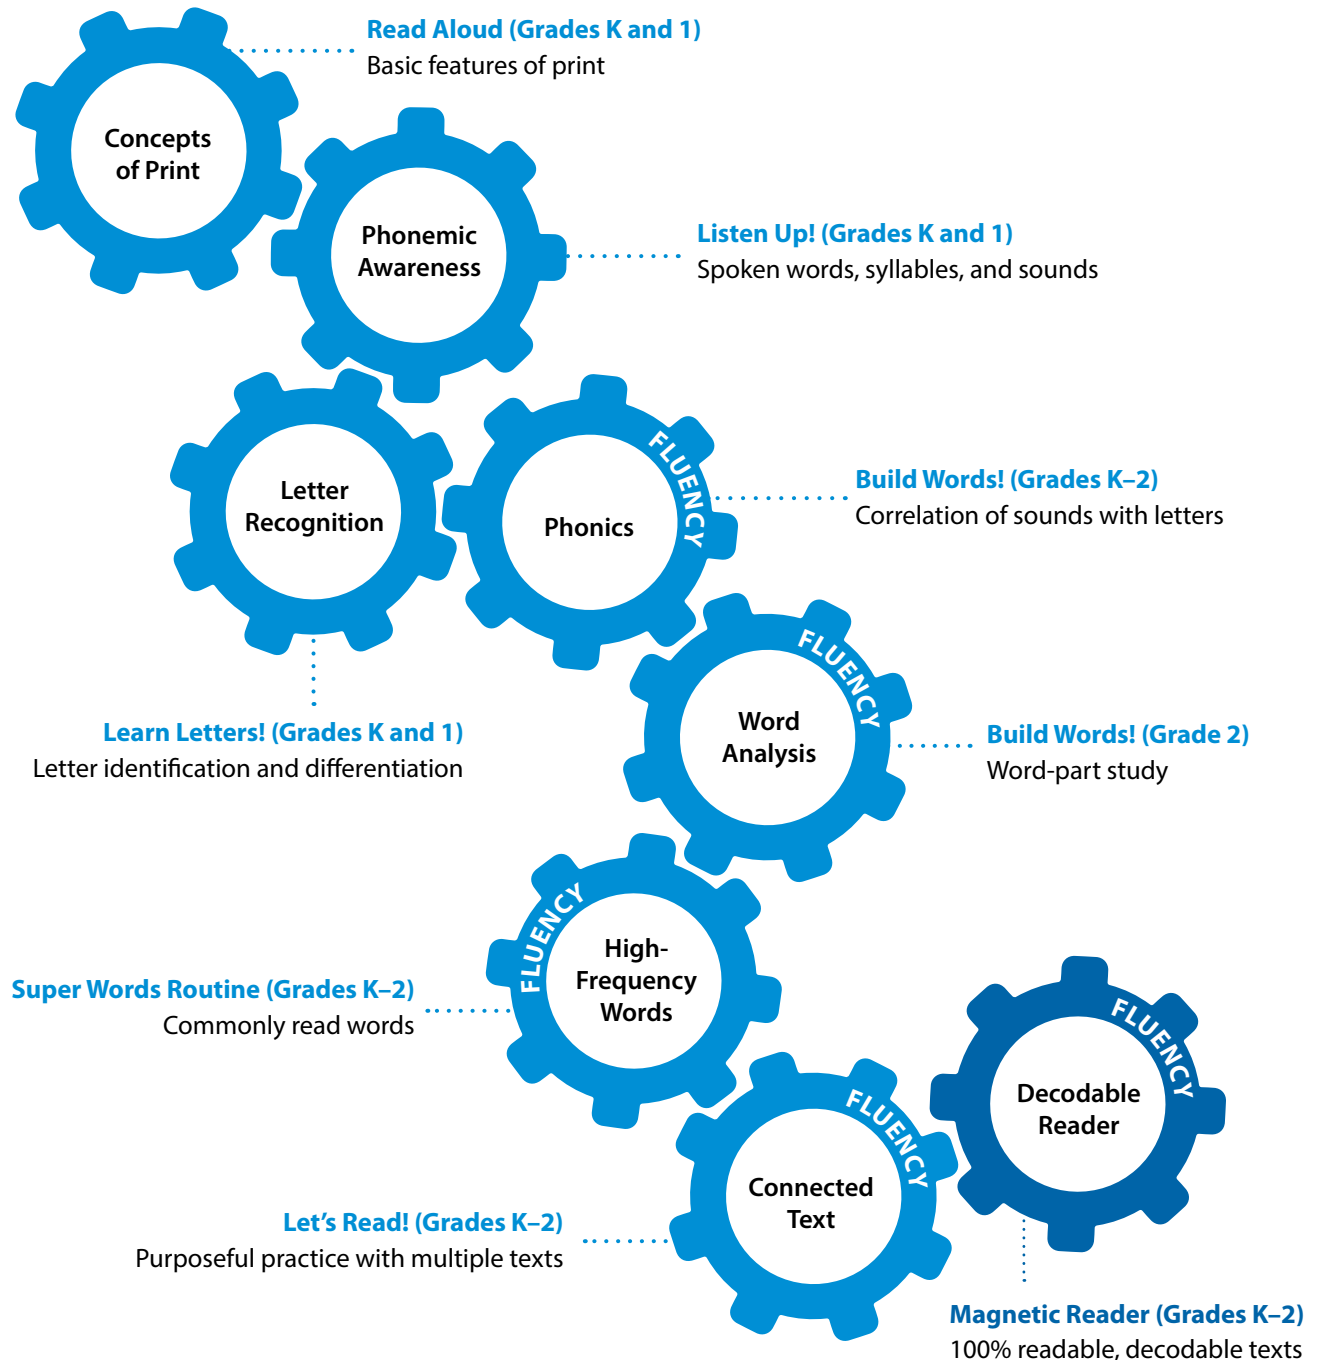 Read Aloud (Grades K and 1)
Basic features of print
Concepts
of Print
Phonemic
Awareness
Listen Up! (Grades K and 1)
Spoken words, syllables, and sounds
Letter
Recognition
Learn Letters! (Grades K and 1)
Letter identification and differentiation
FLUENCY
Phonics
Build Words! (Grades K–2)
Correlation of sounds with letters
FLUENCY
Word
Analysis
Build Words! (Grade 2)
Word-part study
FLUENCY
High-
Frequency
Words
Super Words Routine (Grades K–2)
Commonly read words
FLUENCY
Connected
Text
Let’s Read! (Grades K–2)
Purposeful practice with multiple texts
FLUENCY
Decodable
Reader
Magnetic Reader (Grades K–2)
100% readable, decodable texts